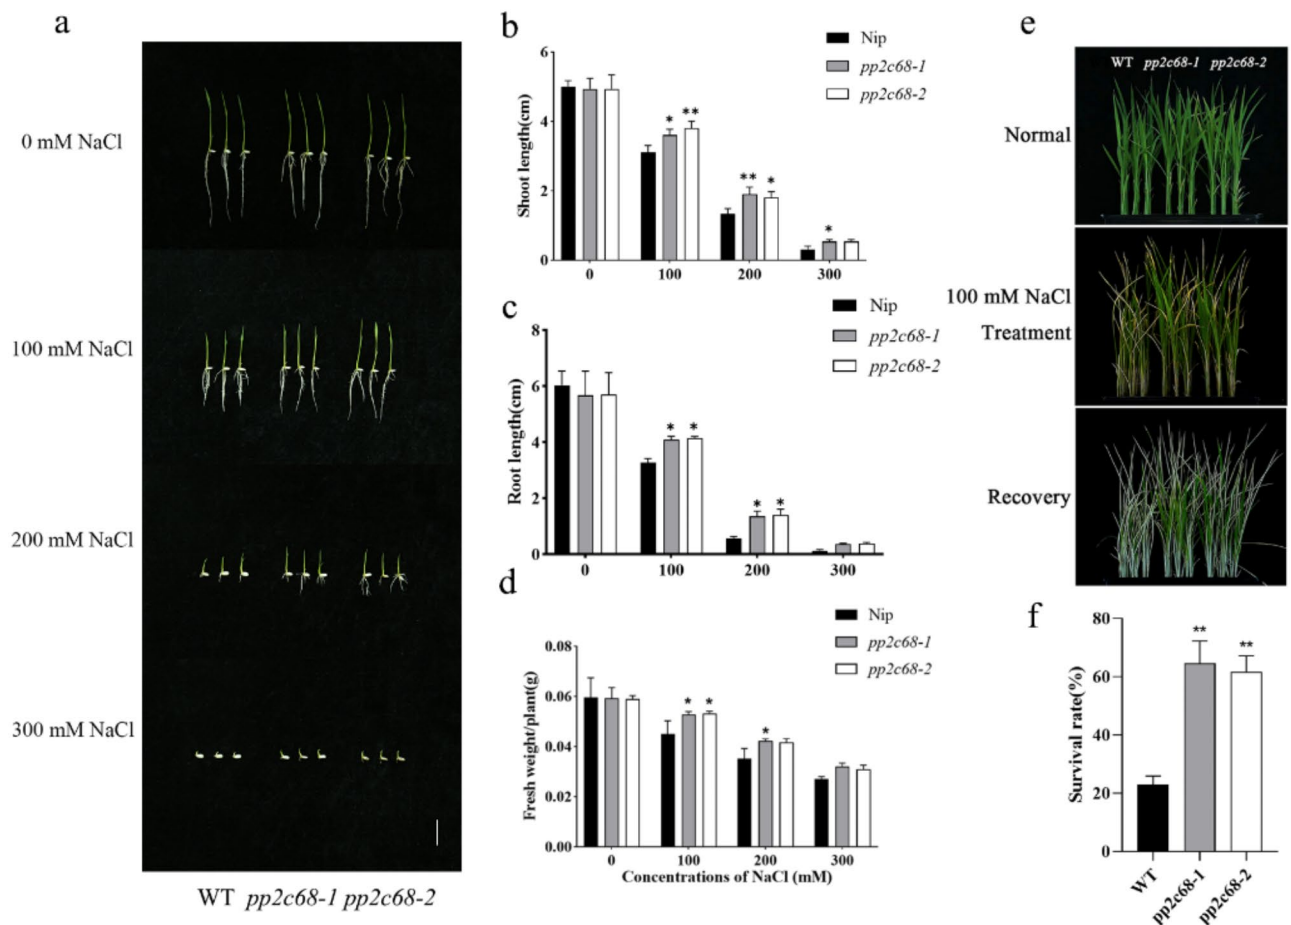 a
0 mM NaCl
100 mM NaCl
200 mM NaCl
300 mM NaCl
WT pp2c68-1 pp2c68-2
b
Nip
pp2c68-1
pp2c68-2
Shoot length(cm)
6
4
2
0
* **
** *
*
0 100 200 300
c
Nip
pp2c68-1
pp2c68-2
Root length(cm)
8
6
4
2
0
* *
* *
0 100 200 300
d
Nip
pp2c68-1
pp2c68-2
Fresh weight/plant(g)
0.08
0.06
0.04
0.02
0.00
* *
*
0 100 200 300
Concentrations of NaCl (mM)
e
WT pp2c68-1 pp2c68-2
Normal
100 mM NaCl
Treatment
Recovery
f
Survival rate(%)
80
60
40
20
0
** **
WT pp2c68-1 pp2c68-2